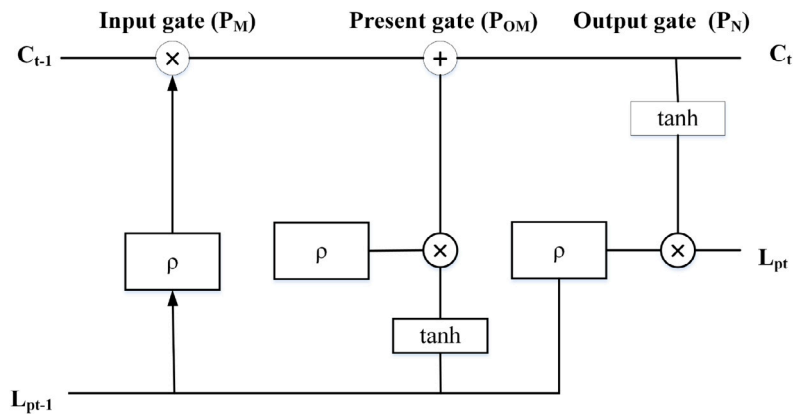 Input gate (P_M) Present gate (P_OM) Output gate (P_N)
C_t-1 × + C_t
tanh
ρ ρ × ρ × L_pt
tanh
L_pt-1